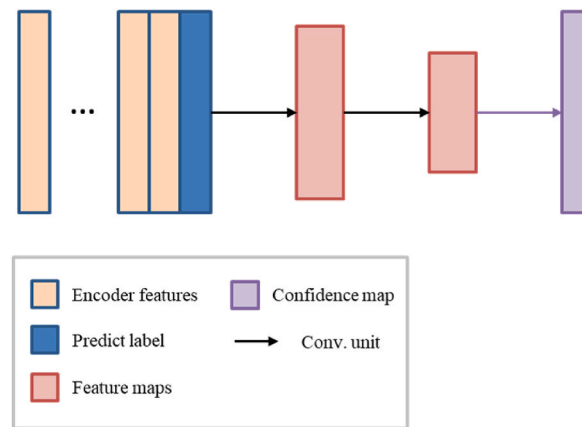 ...
Encoder features
Confidence map
Predict label
Conv. unit
Feature maps